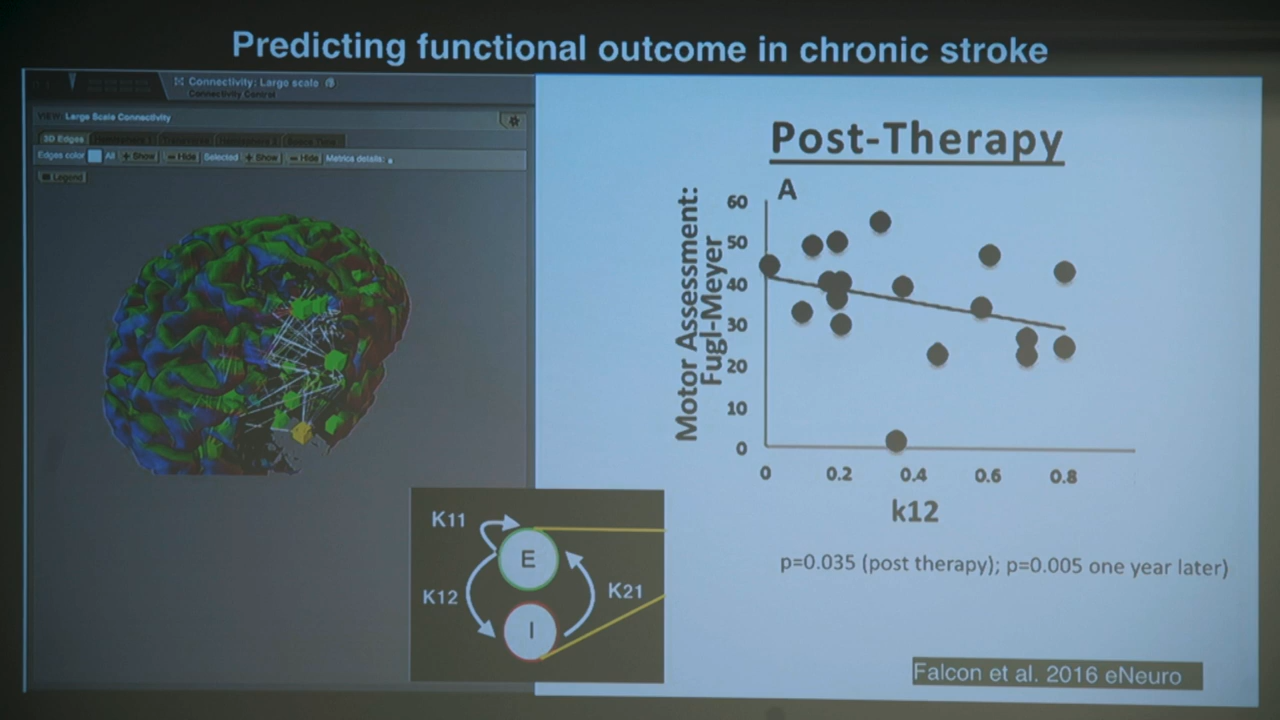 Predicting functional outcome in chronic stroke
Connectivity: Large scale
Connectivity Control
VIEW: Large Scale Connectivity
3D Edges
Edges color All + Show − Hide Selected + Show − Hide Metrics details:
Legend
Post-Therapy
A
Motor Assessment:
Fugl-Meyer
60
50
40
30
20
10
0
0 0.2 0.4 0.6 0.8
k12
K11
E
K12
K21
I
p=0.035 (post therapy); p=0.005 one year later)
Falcon et al. 2016 eNeuro